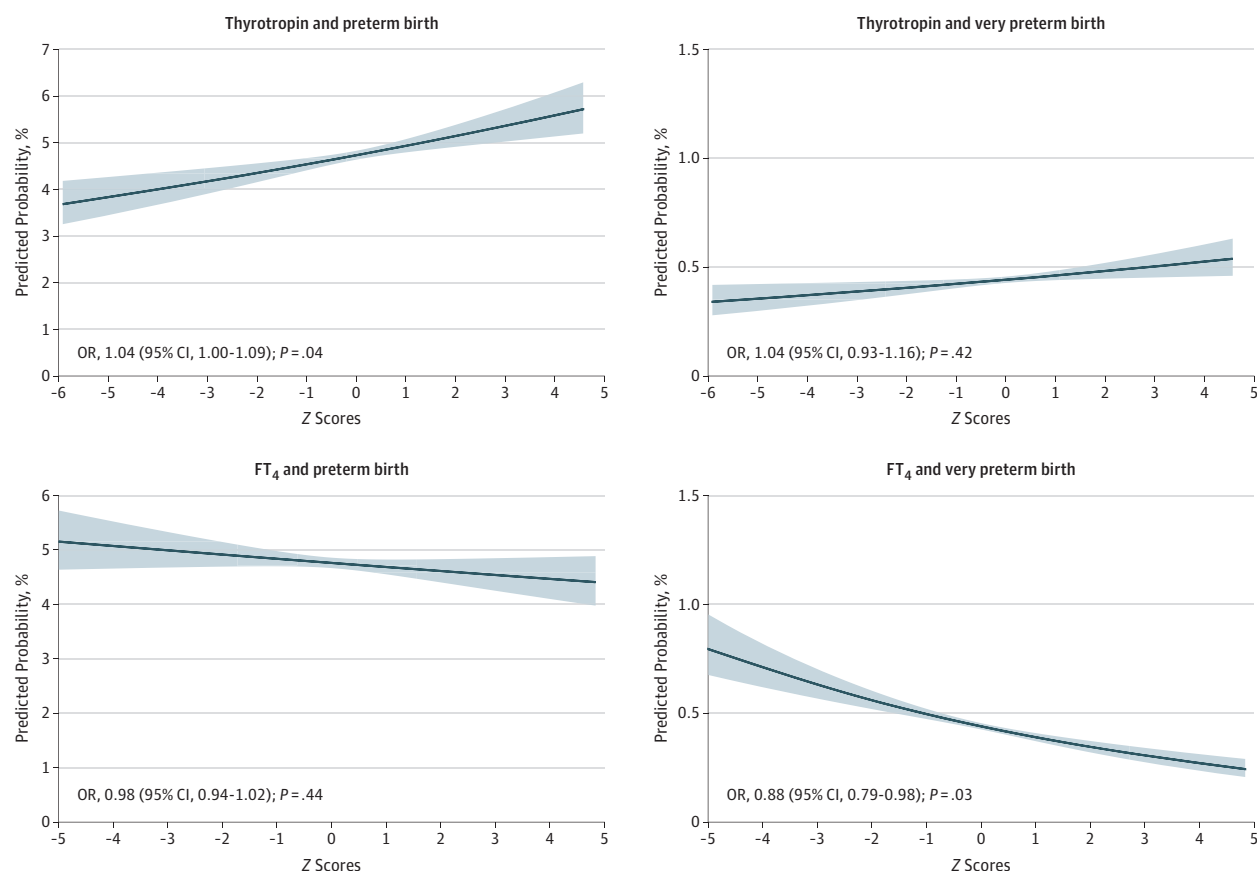 Thyrotropin and preterm birth
Predicted Probability, %
7
6
5
4
3
2
1
0
OR, 1.04 (95% CI, 1.00-1.09); P = .04
-6 -5 -4 -3 -2 -1 0 1 2 3 4 5
Z Scores
Thyrotropin and very preterm birth
Predicted Probability, %
1.5
1.0
0.5
0
OR, 1.04 (95% CI, 0.93-1.16); P = .42
-6 -5 -4 -3 -2 -1 0 1 2 3 4 5
Z Scores
FT4 and preterm birth
Predicted Probability, %
6
5
4
3
2
1
0
OR, 0.98 (95% CI, 0.94-1.02); P = .44
-5 -4 -3 -2 -1 0 1 2 3 4 5
Z Scores
FT4 and very preterm birth
Predicted Probability, %
1.5
1.0
0.5
0
OR, 0.88 (95% CI, 0.79-0.98); P = .03
-5 -4 -3 -2 -1 0 1 2 3 4 5
Z Scores